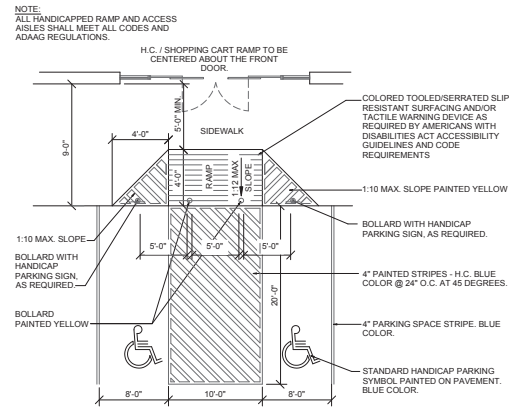 NOTE:
ALL HANDICAPPED RAMP AND ACCESS
AISLES SHALL MEET ALL CODES AND
ADAAG REGULATIONS.
H.C. / SHOPPING CART RAMP TO BE
CENTERED ABOUT THE FRONT
DOOR.
COLORED TOOLED/SERRATED SLIP
RESISTANT SURFACING AND/OR
TACTILE WARNING DEVICE AS
REQUIRED BY AMERICANS WITH
DISABILITIES ACT ACCESSIBILITY
GUIDELINES AND CODE
REQUIREMENTS
9'-0"
4'-0"
5'-0" MIN.
SIDEWALK
4'-0"
RAMP
1:12 MAX
SLOPE
1:10 MAX. SLOPE PAINTED YELLOW
BOLLARD WITH HANDICAP
PARKING SIGN, AS REQUIRED.
1:10 MAX. SLOPE
BOLLARD WITH
HANDICAP
PARKING SIGN,
AS REQUIRED.
5'-0"
5'-0"
5'-0"
4" PAINTED STRIPES - H.C. BLUE
COLOR @ 24" O.C. AT 45 DEGREES.
20'-0"
BOLLARD
PAINTED YELLOW
4" PARKING SPACE STRIPE. BLUE
COLOR.
STANDARD HANDICAP PARKING
SYMBOL PAINTED ON PAVEMENT.
BLUE COLOR.
8'-0"
10'-0"
8'-0"